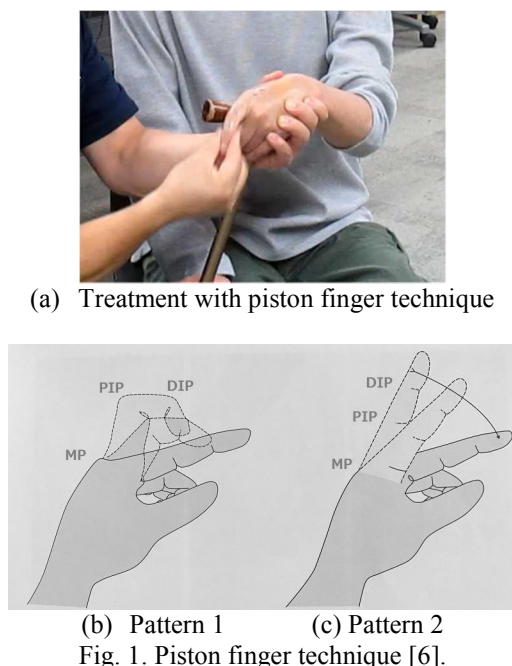 (a) Treatment with piston finger technique
PIP DIP
MP
DIP
PIP
MP
(b) Pattern 1 (c) Pattern 2
Fig. 1. Piston finger technique [6].